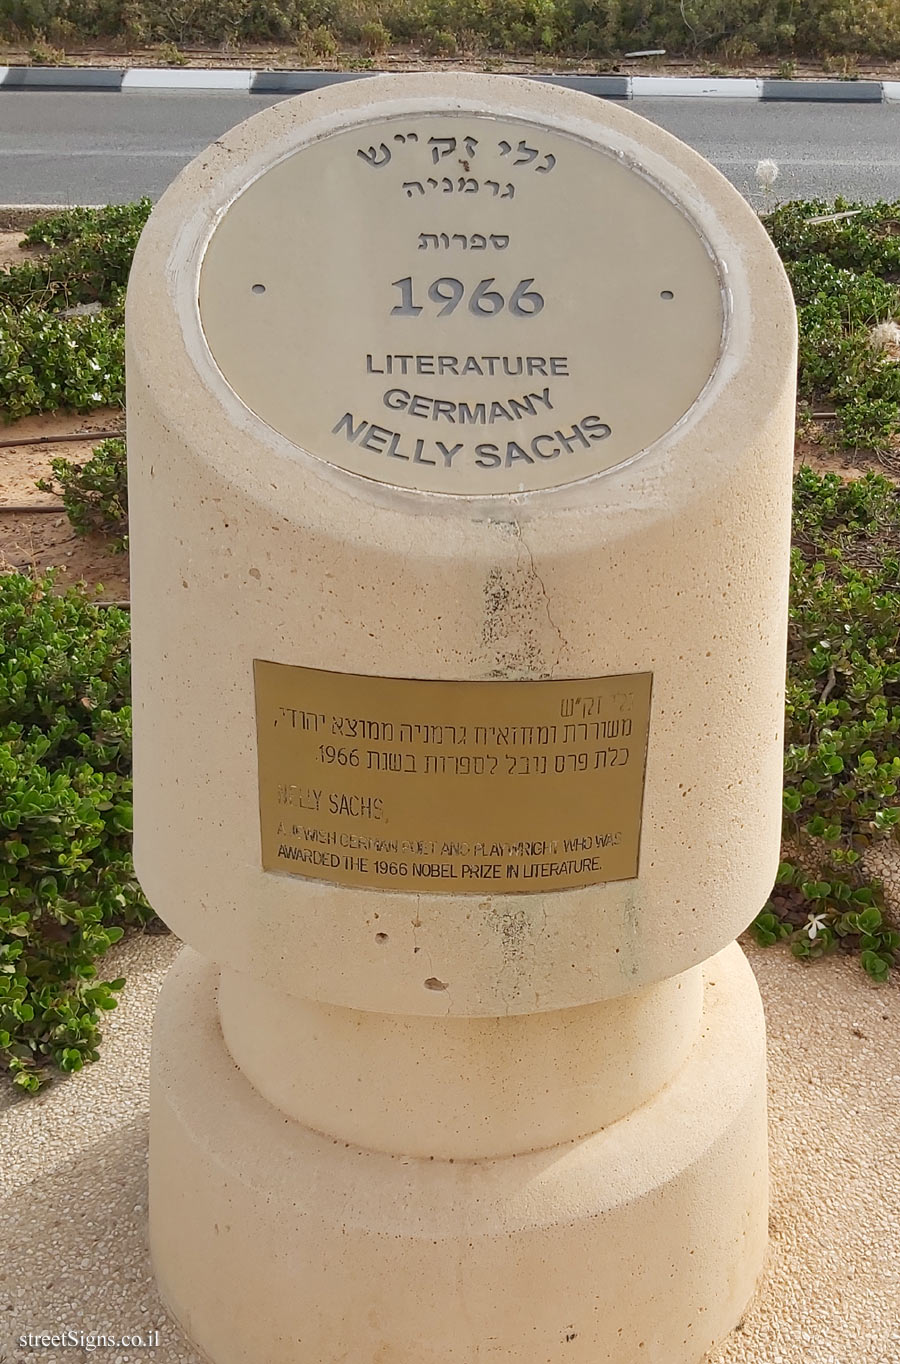 נלי זק״ש
גרמניה
ספרות
1966
LITERATURE
GERMANY
NELLY SACHS
נלי זק״ש
משוררת ומחזאית גרמניה ממוצא יהודי,
כלת פרס נובל לספרות בשנת 1966.
NELLY SACHS,
A JEWISH GERMAN POET AND PLAYWRIGHT, WHO WAS
AWARDED THE 1966 NOBEL PRIZE IN LITERATURE.
streetSigns.co.il